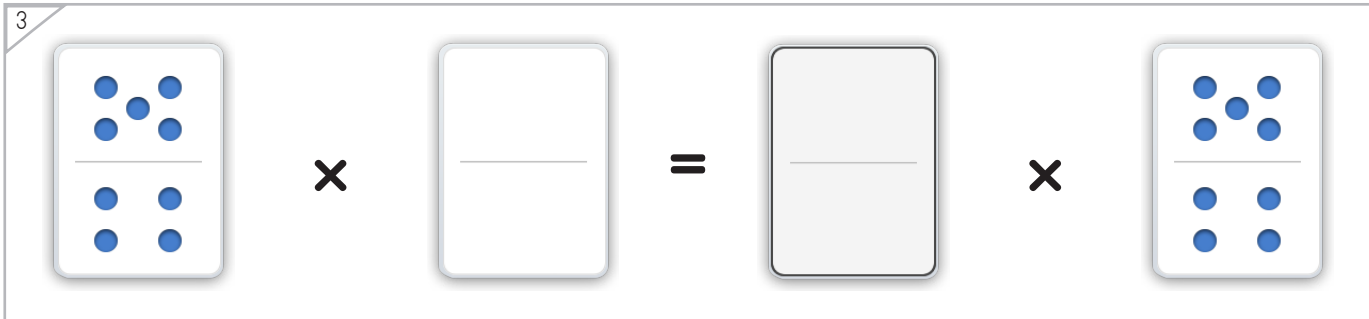 3
× = ×